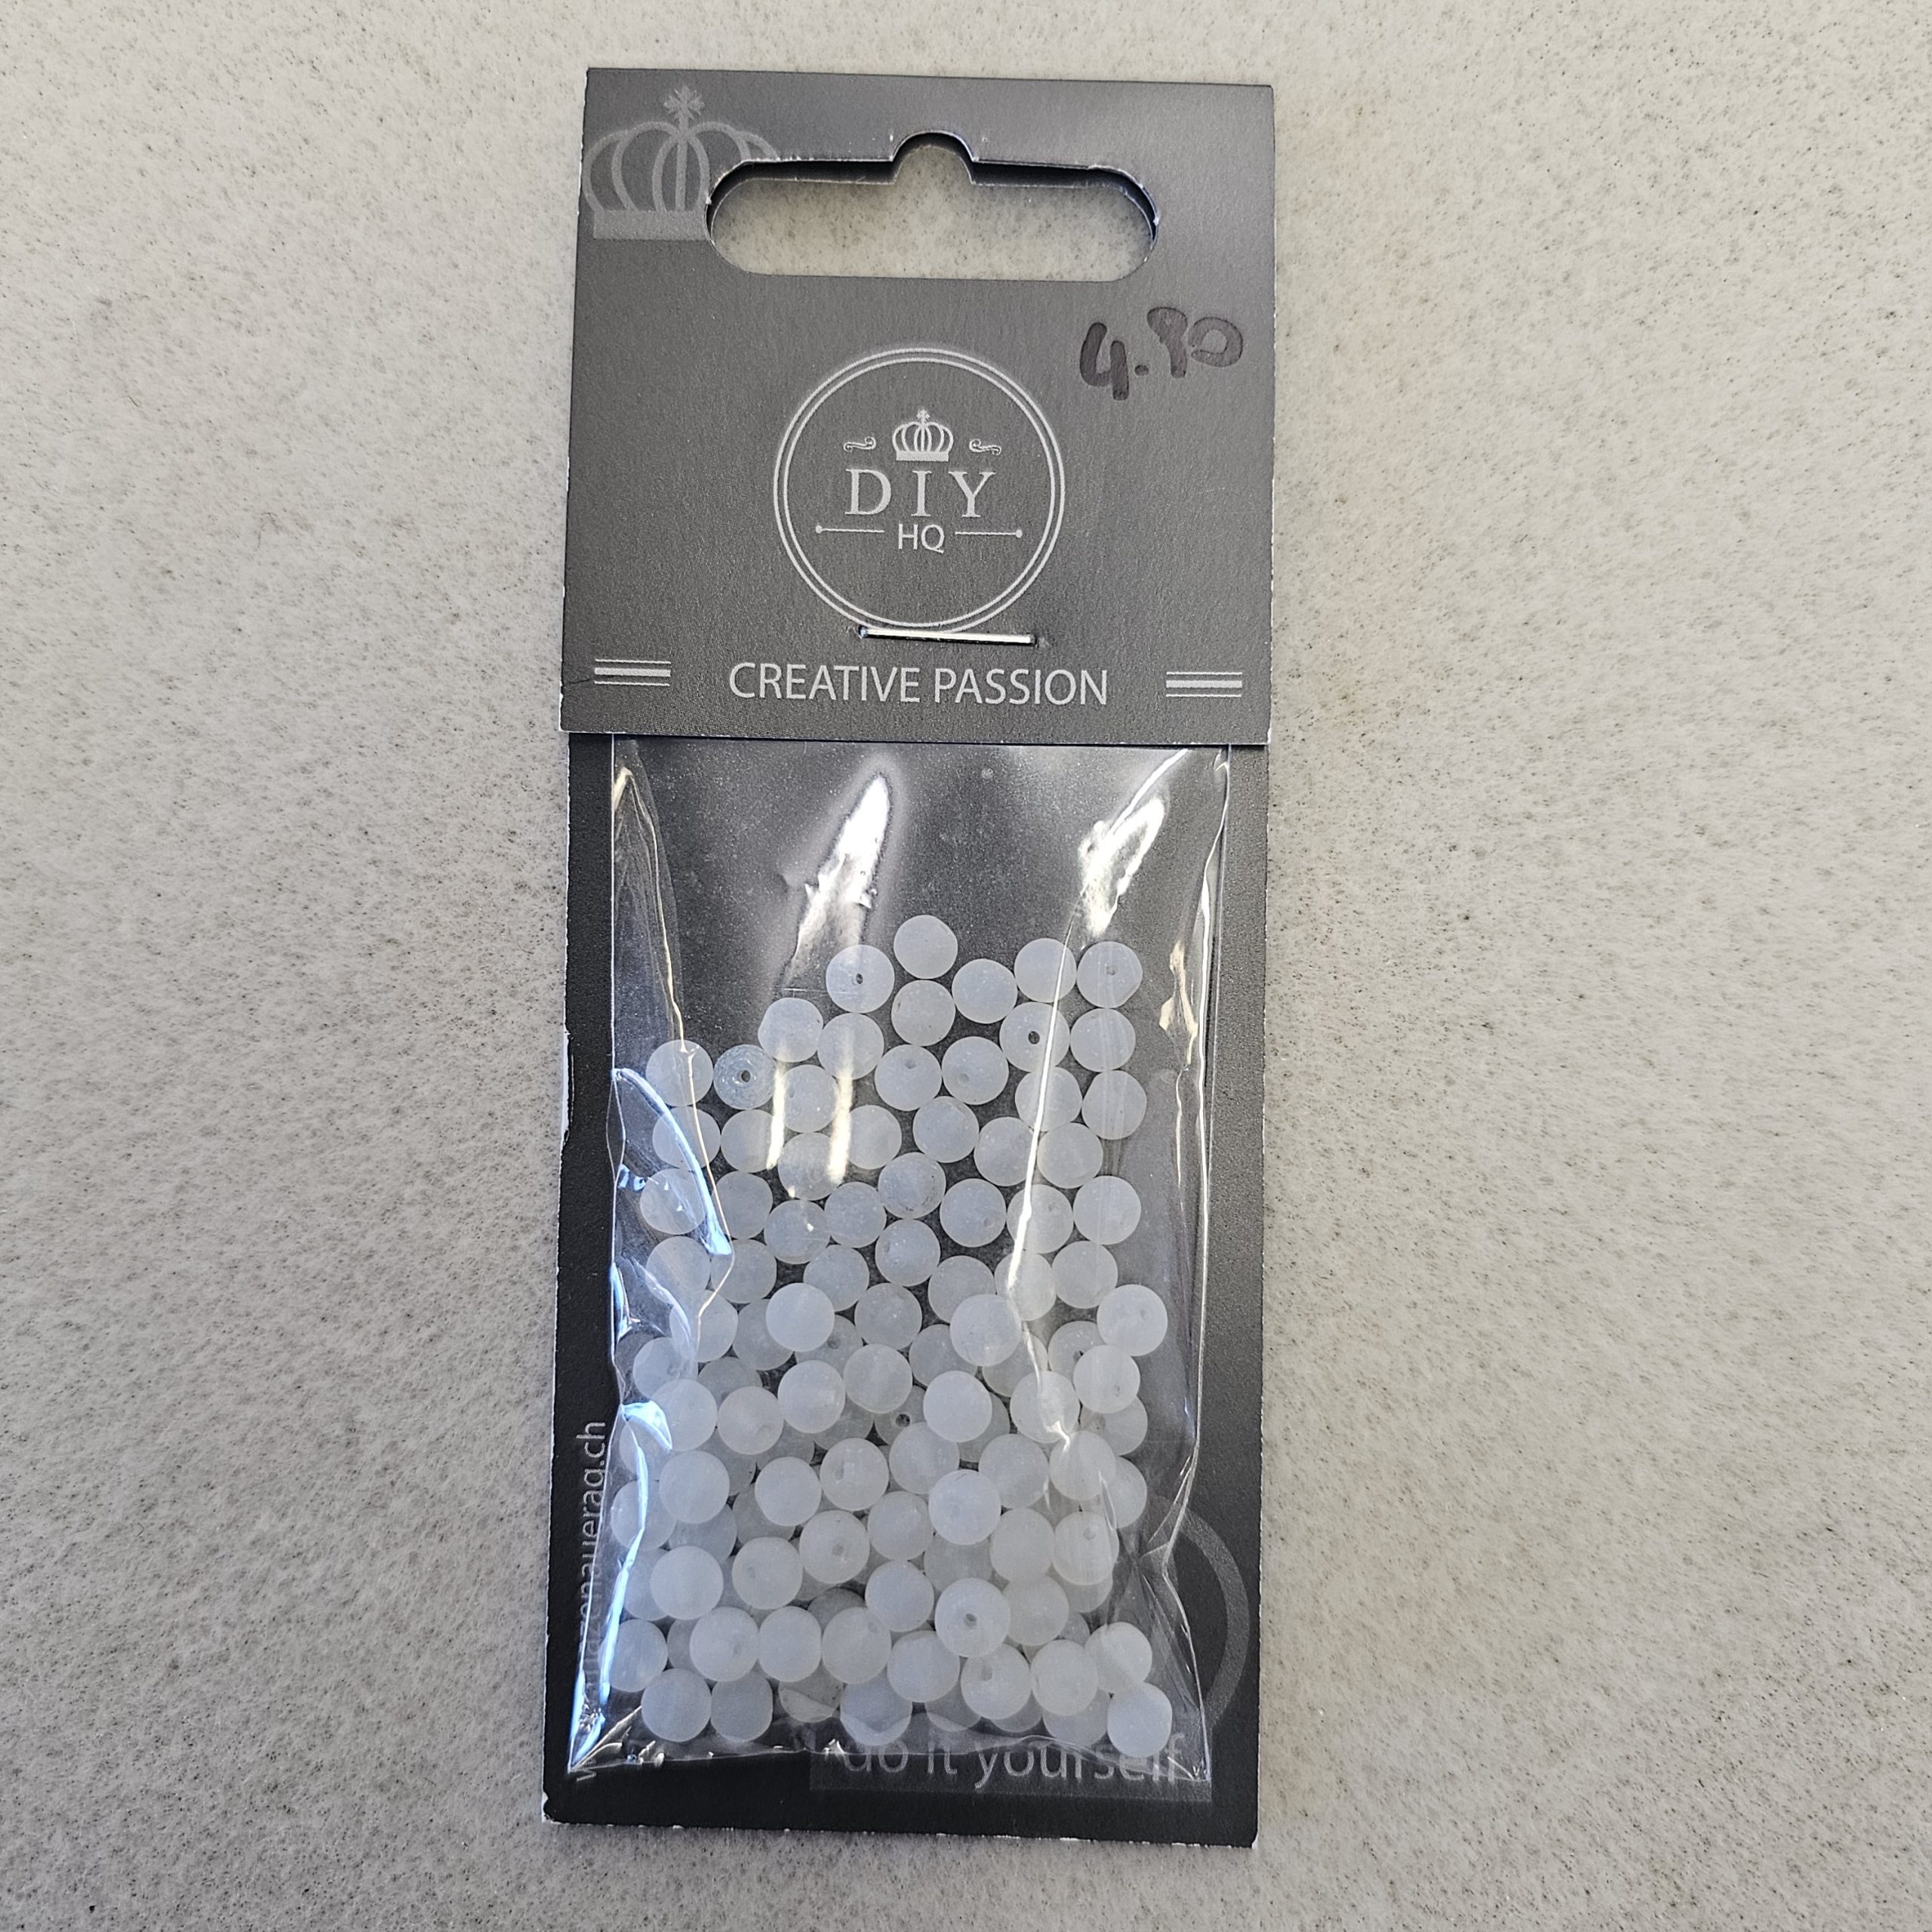 4.90
DIY
HQ
CREATIVE PASSION
do it yourself